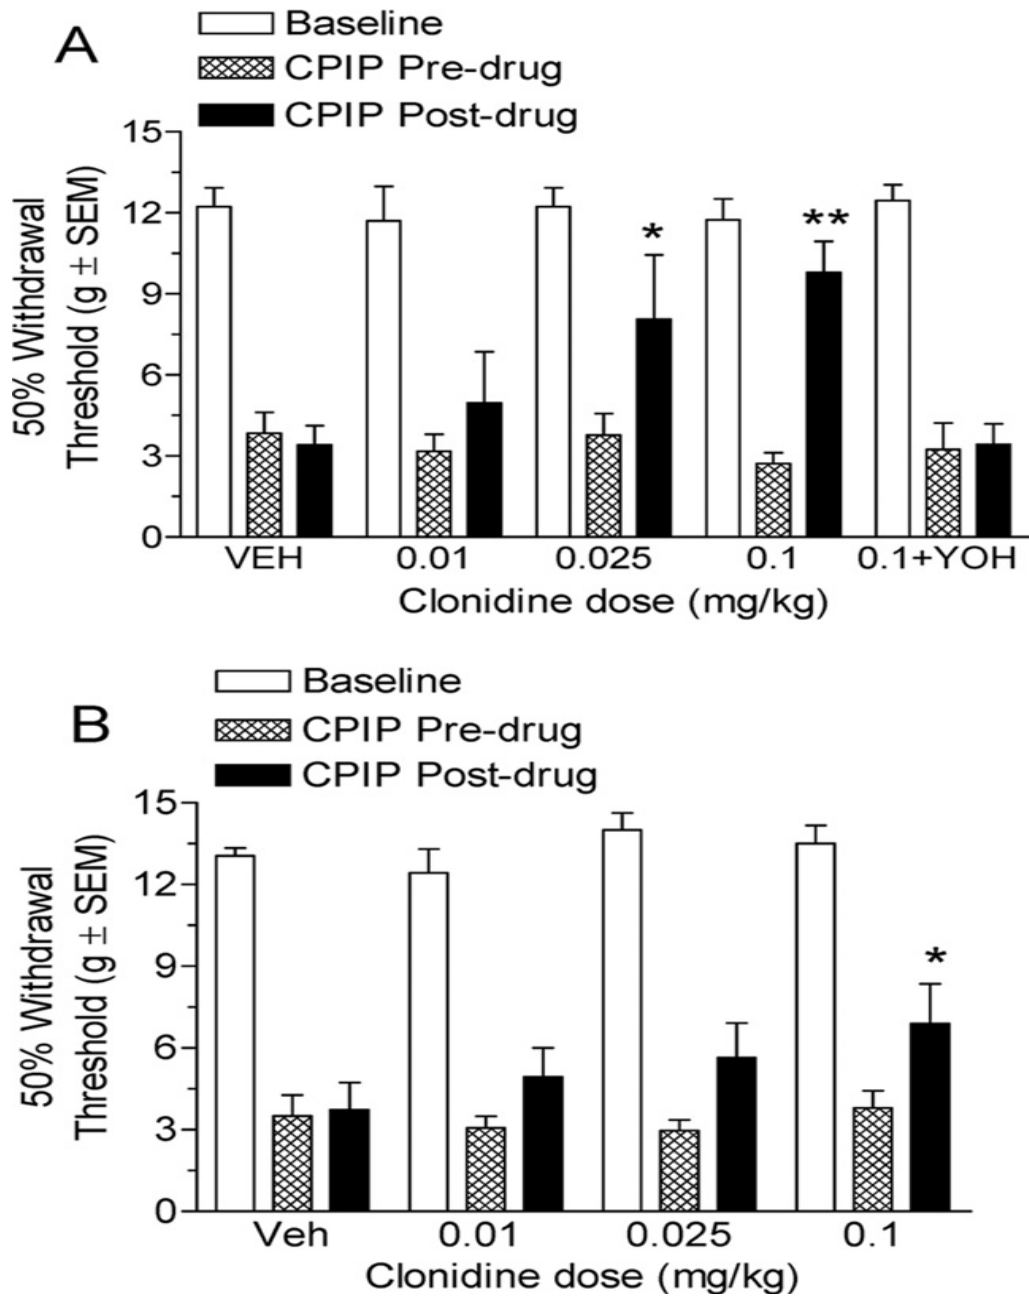 A
Baseline
CPIP Pre-drug
CPIP Post-drug
50% Withdrawal
Threshold (g ± SEM)
15
12
9
6
3
0
*
**
VEH 0.01 0.025 0.1 0.1+YOH
Clonidine dose (mg/kg)
B
Baseline
CPIP Pre-drug
CPIP Post-drug
50% Withdrawal
Threshold (g ± SEM)
15
12
9
6
3
0
*
Veh 0.01 0.025 0.1
Clonidine dose (mg/kg)